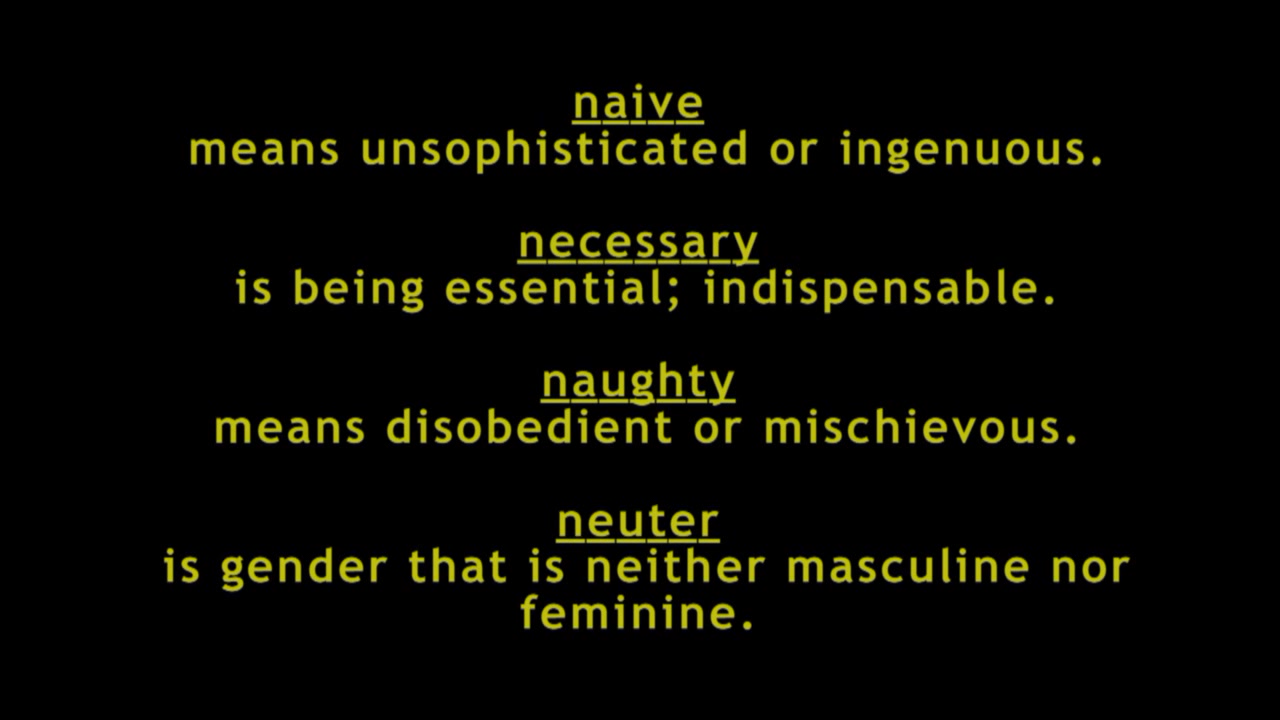 naive
means unsophisticated or ingenuous.
necessary
is being essential; indispensable.
naughty
means disobedient or mischievous.
neuter
is gender that is neither masculine nor
feminine.